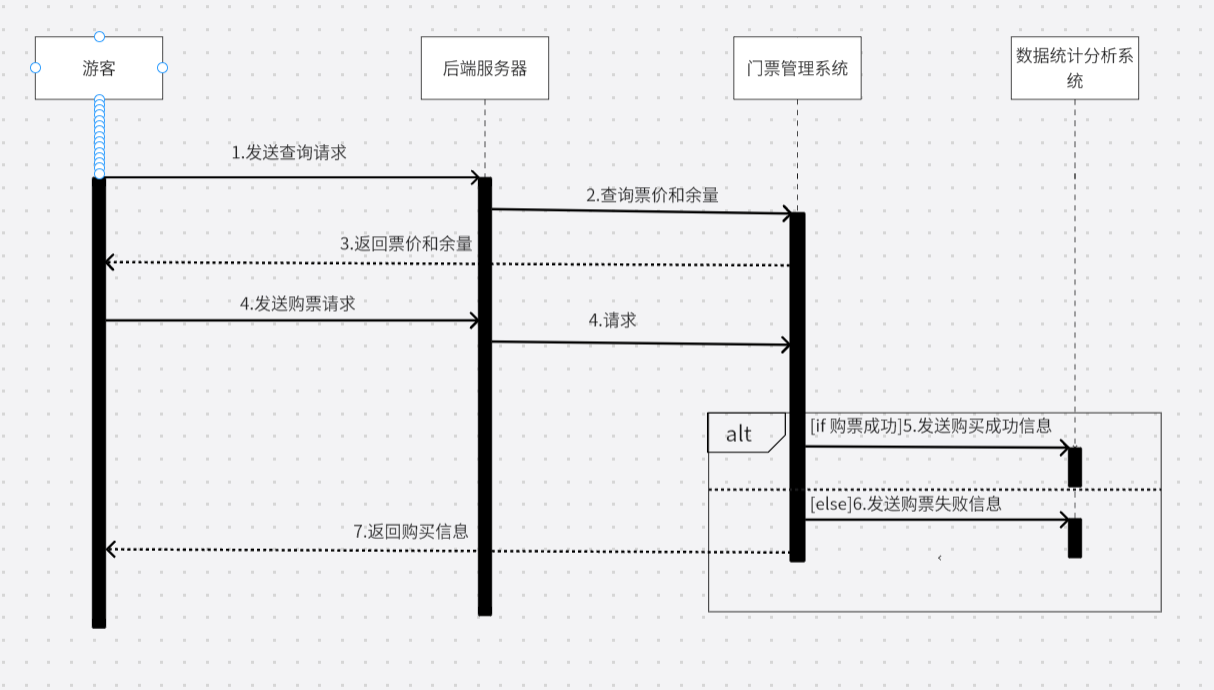 游客
后端服务器
门票管理系统
数据统计分析系
统
1.发送查询请求
2.查询票价和余量
3.返回票价和余量
4.发送购票请求
4.请求
alt
[if 购票成功]5.发送购买成功信息
[else]6.发送购票失败信息
7.返回购买信息